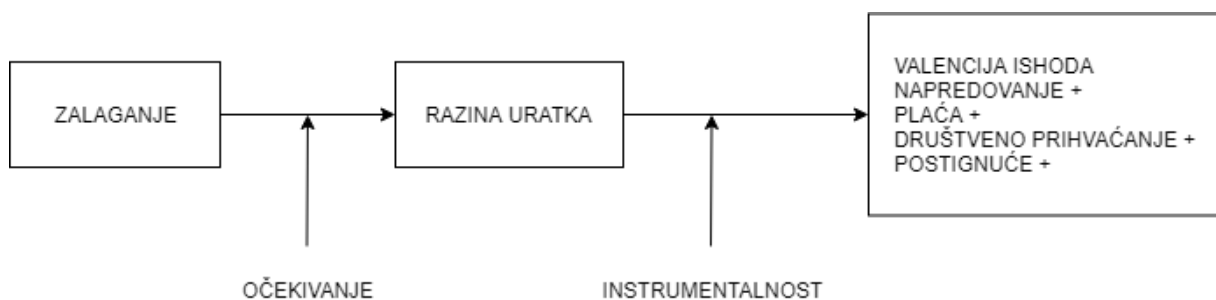 ZALAGANJE
RAZINA URATKA
VALENCIJA ISHODA
NAPREDOVANJE +
PLAĆA +
DRUŠTVENO PRIHVAĆANJE +
POSTIGNUĆE +
OČEKIVANJE
INSTRUMENTALNOST